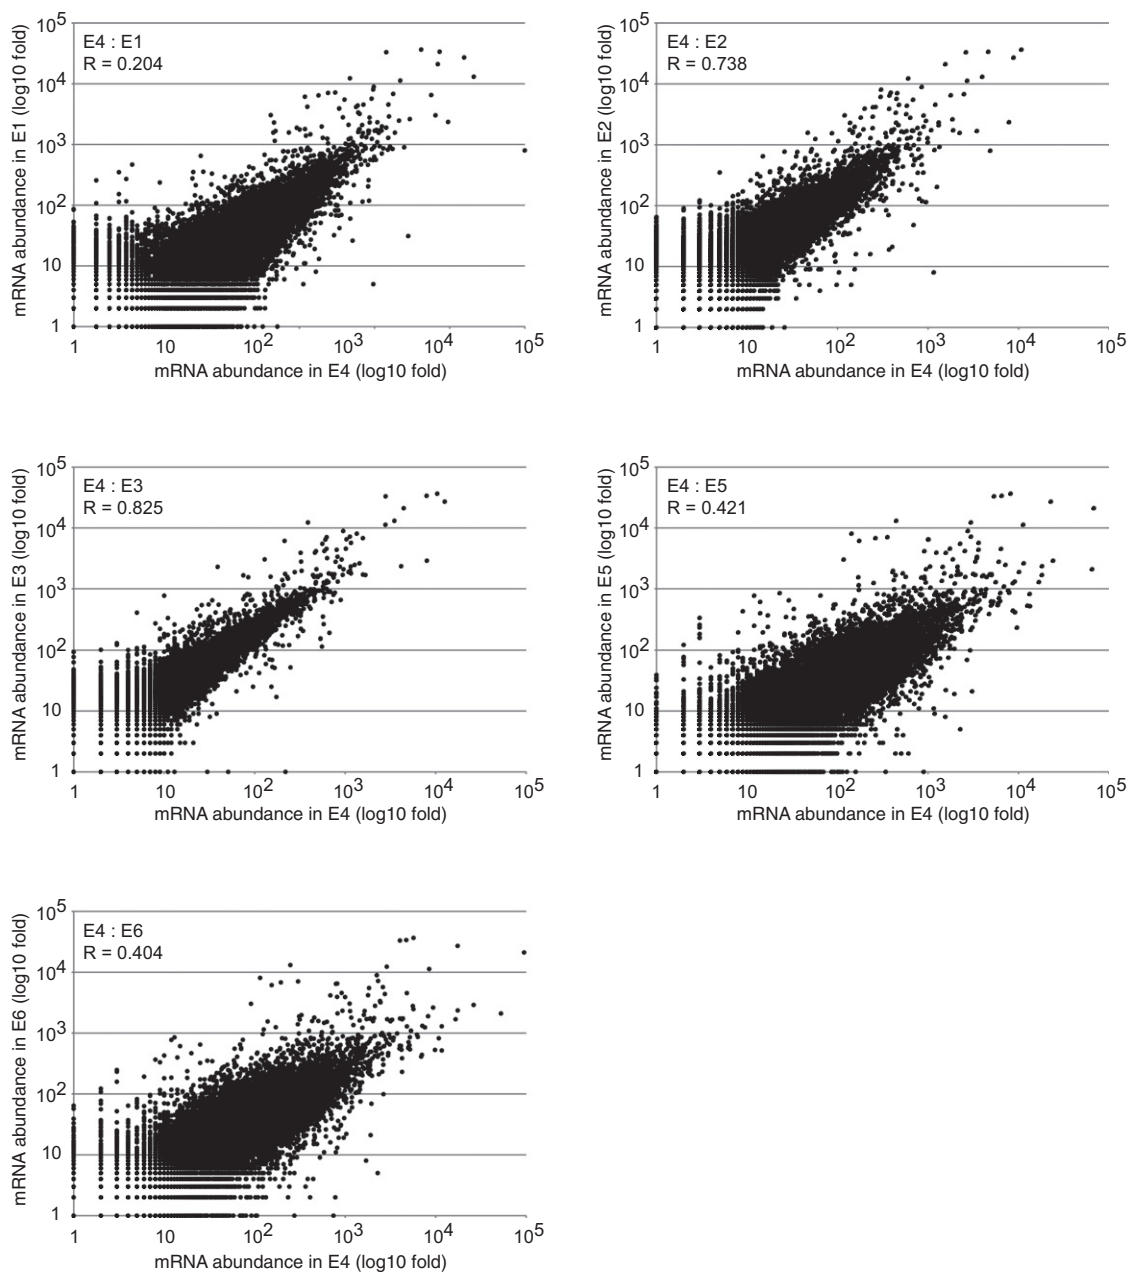 10^5
10^4
10^3
10^2
10
1
mRNA abundance in E1 (log10 fold)
E4 : E1
R = 0.204
1 10 10^2 10^3 10^4 10^5
mRNA abundance in E4 (log10 fold)
10^5
10^4
10^3
10^2
10
1
mRNA abundance in E2 (log10 fold)
E4 : E2
R = 0.738
1 10 10^2 10^3 10^4 10^5
mRNA abundance in E4 (log10 fold)
10^5
10^4
10^3
10^2
10
1
mRNA abundance in E3 (log10 fold)
E4 : E3
R = 0.825
1 10 10^2 10^3 10^4 10^5
mRNA abundance in E4 (log10 fold)
10^5
10^4
10^3
10^2
10
1
mRNA abundance in E5 (log10 fold)
E4 : E5
R = 0.421
1 10 10^2 10^3 10^4 10^5
mRNA abundance in E4 (log10 fold)
10^5
10^4
10^3
10^2
10
1
mRNA abundance in E6 (log10 fold)
E4 : E6
R = 0.404
1 10 10^2 10^3 10^4 10^5
mRNA abundance in E4 (log10 fold)